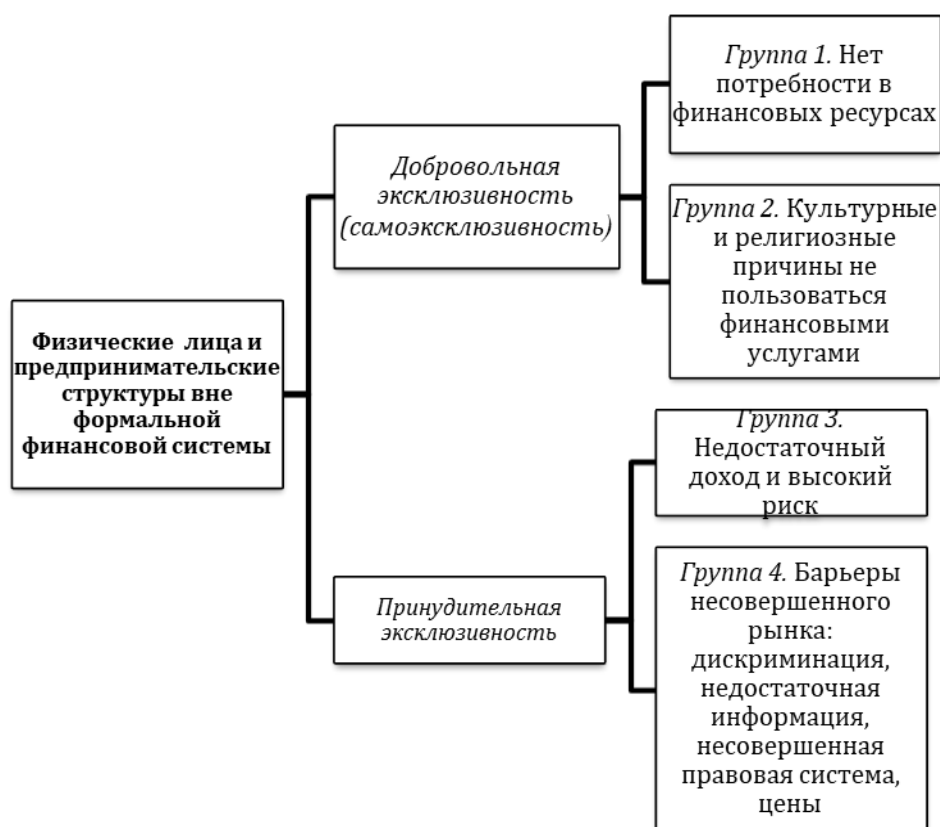 Физические лица и
предпринимательские
структуры вне
формальной
финансовой системы
Добровольная
эксклюзивность
(самоэксклюзивность)
Группа 1. Нет
потребности в
финансовых ресурсах
Группа 2. Культурные
и религиозные
причины не
пользоваться
финансовыми
услугами
Принудительная
эксклюзивность
Группа 3.
Недостаточный
доход и высокий
риск
Группа 4. Барьеры
несовершенного
рынка:
дискриминация,
недостаточная
информация,
несовершенная
правовая система,
цены